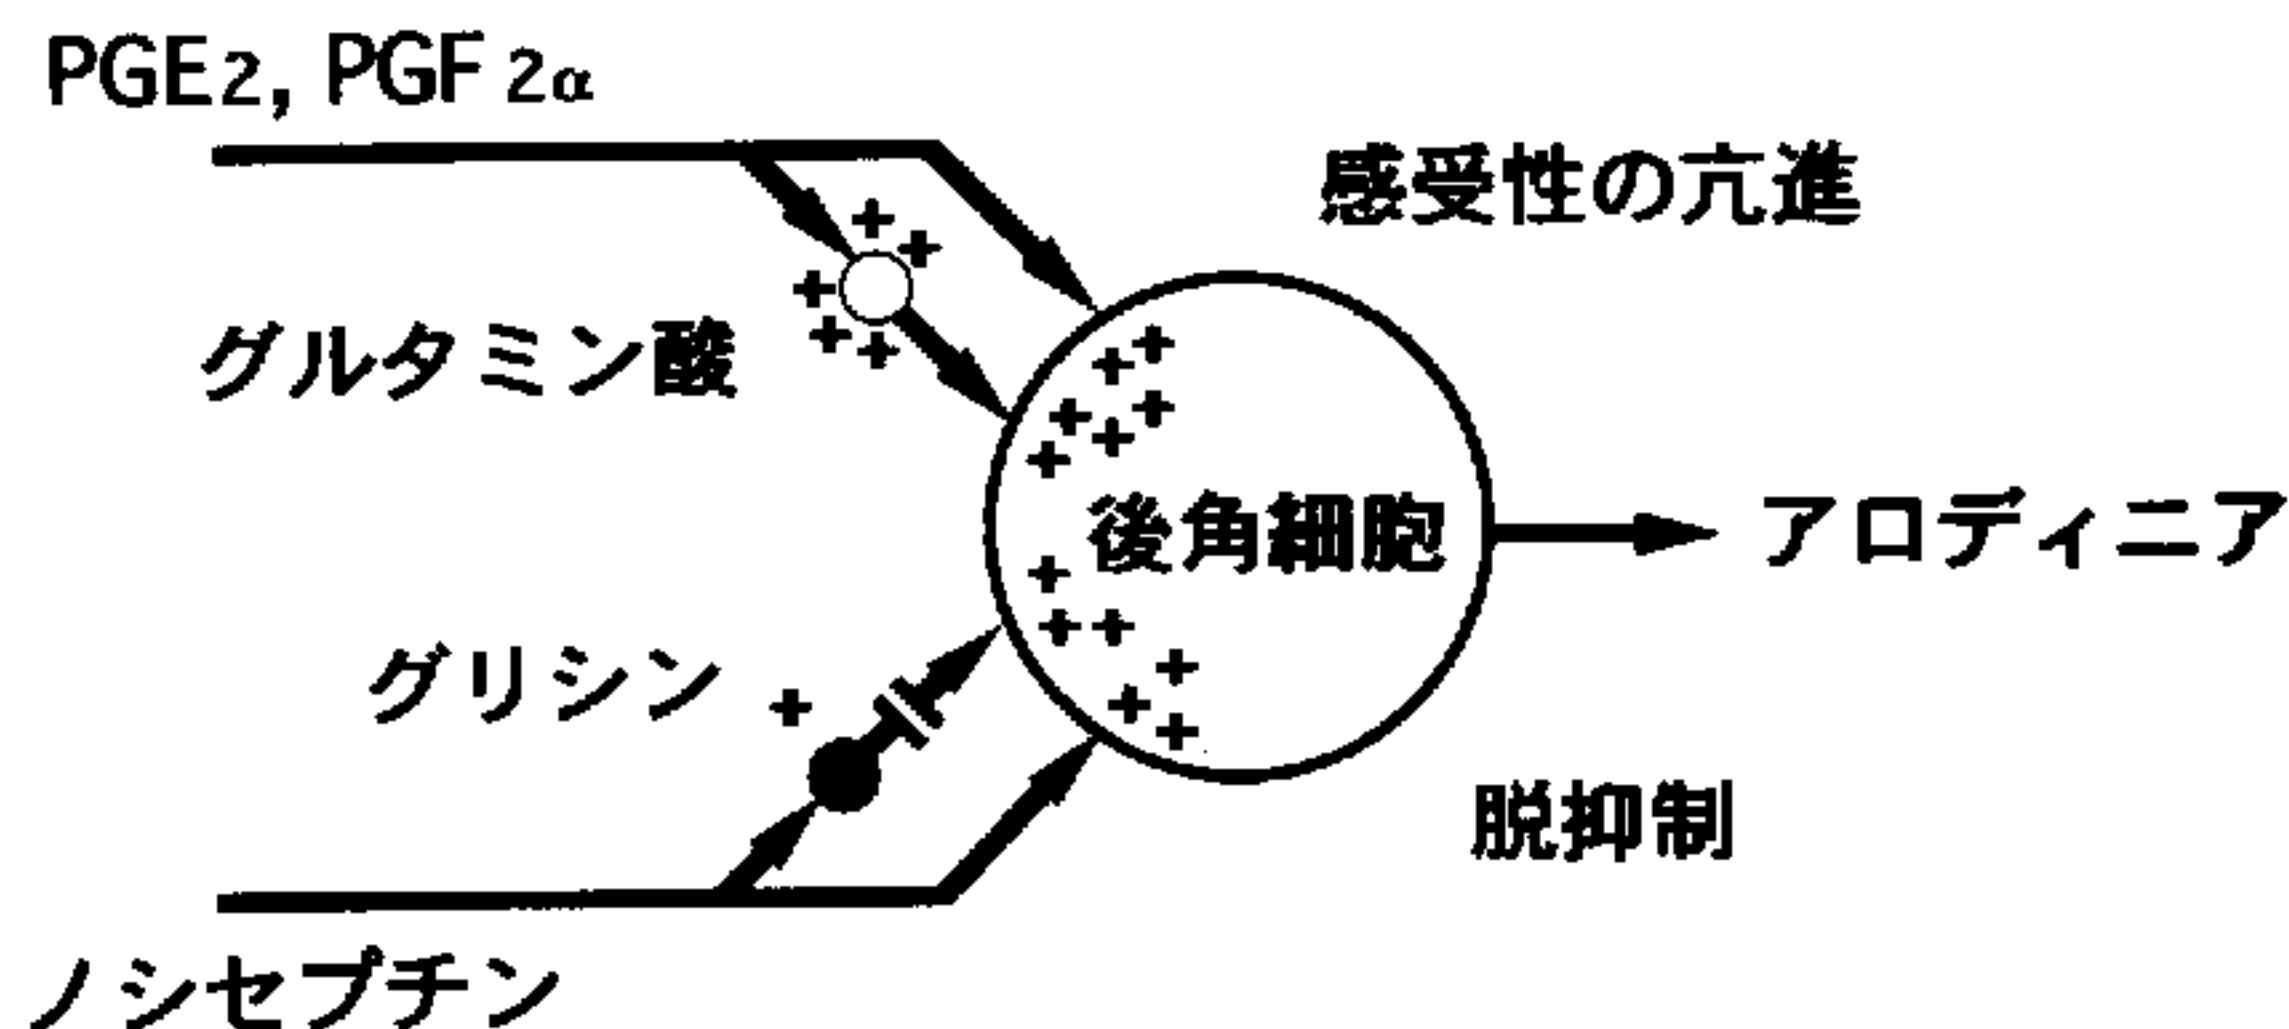 PGE2, PGF 2α
感受性の亢進
グルタミン酸
後角細胞
アロディニア
グリシン
脱抑制
ノシセプチン